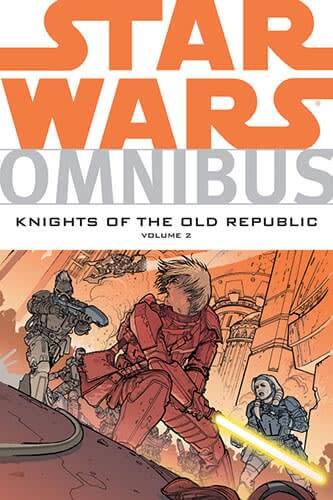 STAR
WARS®
OMNIBUS
KNIGHTS OF THE OLD REPUBLIC
VOLUME 2